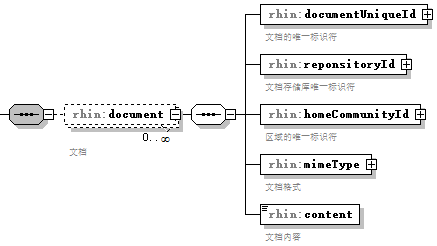 rhin:documentUniqueId
文档的唯一标识符
rhin:reponsitoryId
文档存储库唯一标识符
rhin:document
0..∞
文档
rhin:homeCommunityId
区域的唯一标识符
rhin:mimeType
文档格式
rhin:content
文档内容